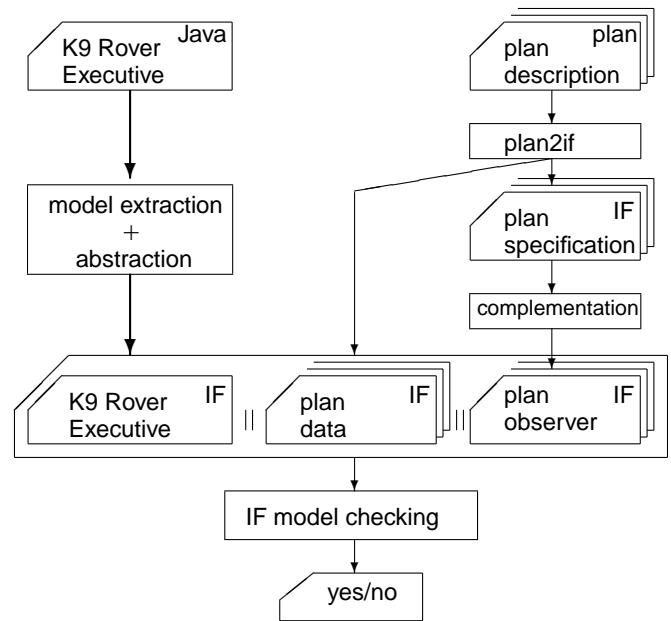 K9 Rover
Executive
Java
plan
description
plan
plan2if
model extraction
+
abstraction
plan
specification
IF
complementation
K9 Rover
Executive
IF
||
plan
data
IF
||
plan
observer
IF
IF model checking
yes/no